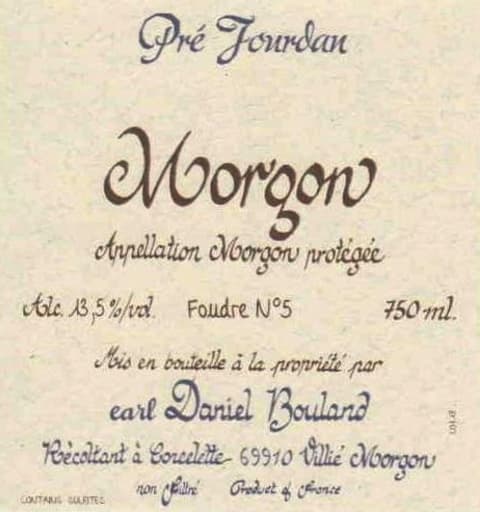 Pré Jourdan
Morgon
Appellation Morgon protégée
Alc. 13,5%/vol. Foudre N°5 750 ml.
Mis en bouteille à la propriété par
earl Daniel Bouland
Récoltant à Corcelette - 69910 Villié Morgon
non filtré Product of France
CONTAINS SULFITES